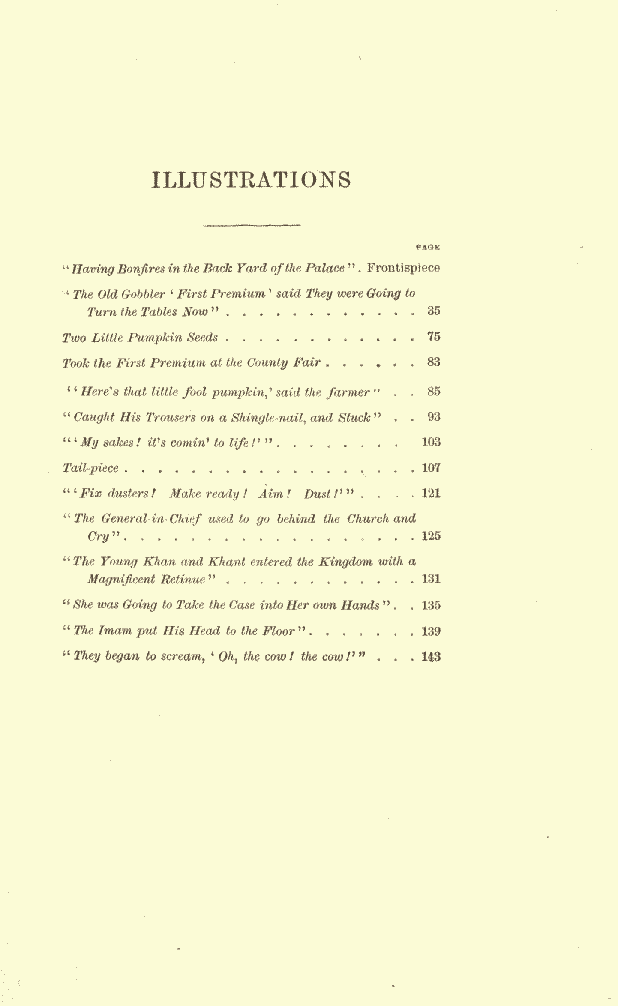 ILLUSTRATIONS
PAGE
"Having Bonfires in the Back Yard of the Palace". Frontispiece
'The Old Gobbler 'First Premium' said They were Going to
Turn the Tables Now" . . . . . . . . . . . . 35
Two Little Pumpkin Seeds . . . . . . . . . . . . 75
Took the First Premium at the County Fair . . . . . . 83
"'Here's that little fool pumpkin,' said the farmer" . . 85
"Caught His Trousers on a Shingle-nail, and Stuck" . . 93
"'My sakes! it's comin' to life!'" . . . . . . . . 103
Tail-piece . . . . . . . . . . . . . . . . . . 107
"'Fix dusters! Make ready! Aim! Dust!'" . . . . 121
"The General-in-Chief used to go behind the Church and
Cry" . . . . . . . . . . . . . . . . . . 125
"The Young Khan and Khant entered the Kingdom with a
Magnificent Retinue" . . . . . . . . . . . . 131
"She was Going to Take the Case into Her own Hands" . . 135
"The Imam put His Head to the Floor" . . . . . . . 139
"They began to scream, 'Oh, the cow! the cow!'" . . . 143